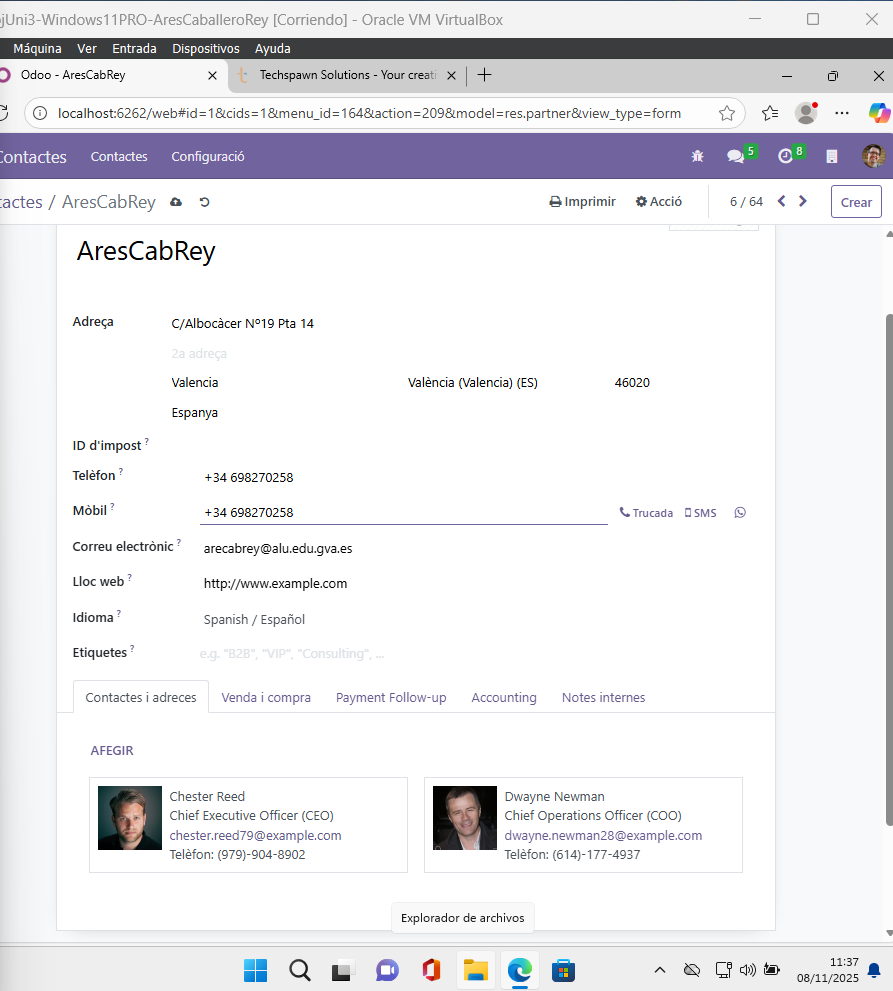 jUni3-Windows11PRO-AresCaballeroRey [Corriendo] - Oracle VM VirtualBox
Máquina Ver Entrada Dispositivos Ayuda
Odoo - AresCabRey
Techspawn Solutions - Your creati
localhost:6262/web#id=1&cids=1&menu_id=164&action=209&model=res.partner&view_type=form
Contactes Contactes Configuració 5 8
tactes / AresCabRey Imprimir Acció 6 / 64 Crear
AresCabRey
Adreça C/Albocàcer Nº19 Pta 14
2a adreça
Valencia València (Valencia) (ES) 46020
Espanya
ID d'impost ?
Telèfon ? +34 698270258
Mòbil ? +34 698270258 Trucada SMS
Correu electrònic ? arecabrey@alu.edu.gva.es
Lloc web ? http://www.example.com
Idioma ? Spanish / Español
Etiquetes ? e.g. "B2B", "VIP", "Consulting", ...
Contactes i adreces Venda i compra Payment Follow-up Accounting Notes internes
AFEGIR
Chester Reed
Chief Executive Officer (CEO)
chester.reed79@example.com
Telèfon: (979)-904-8902
Dwayne Newman
Chief Operations Officer (COO)
dwayne.newman28@example.com
Telèfon: (614)-177-4937
Explorador de archivos
11:37
08/11/2025